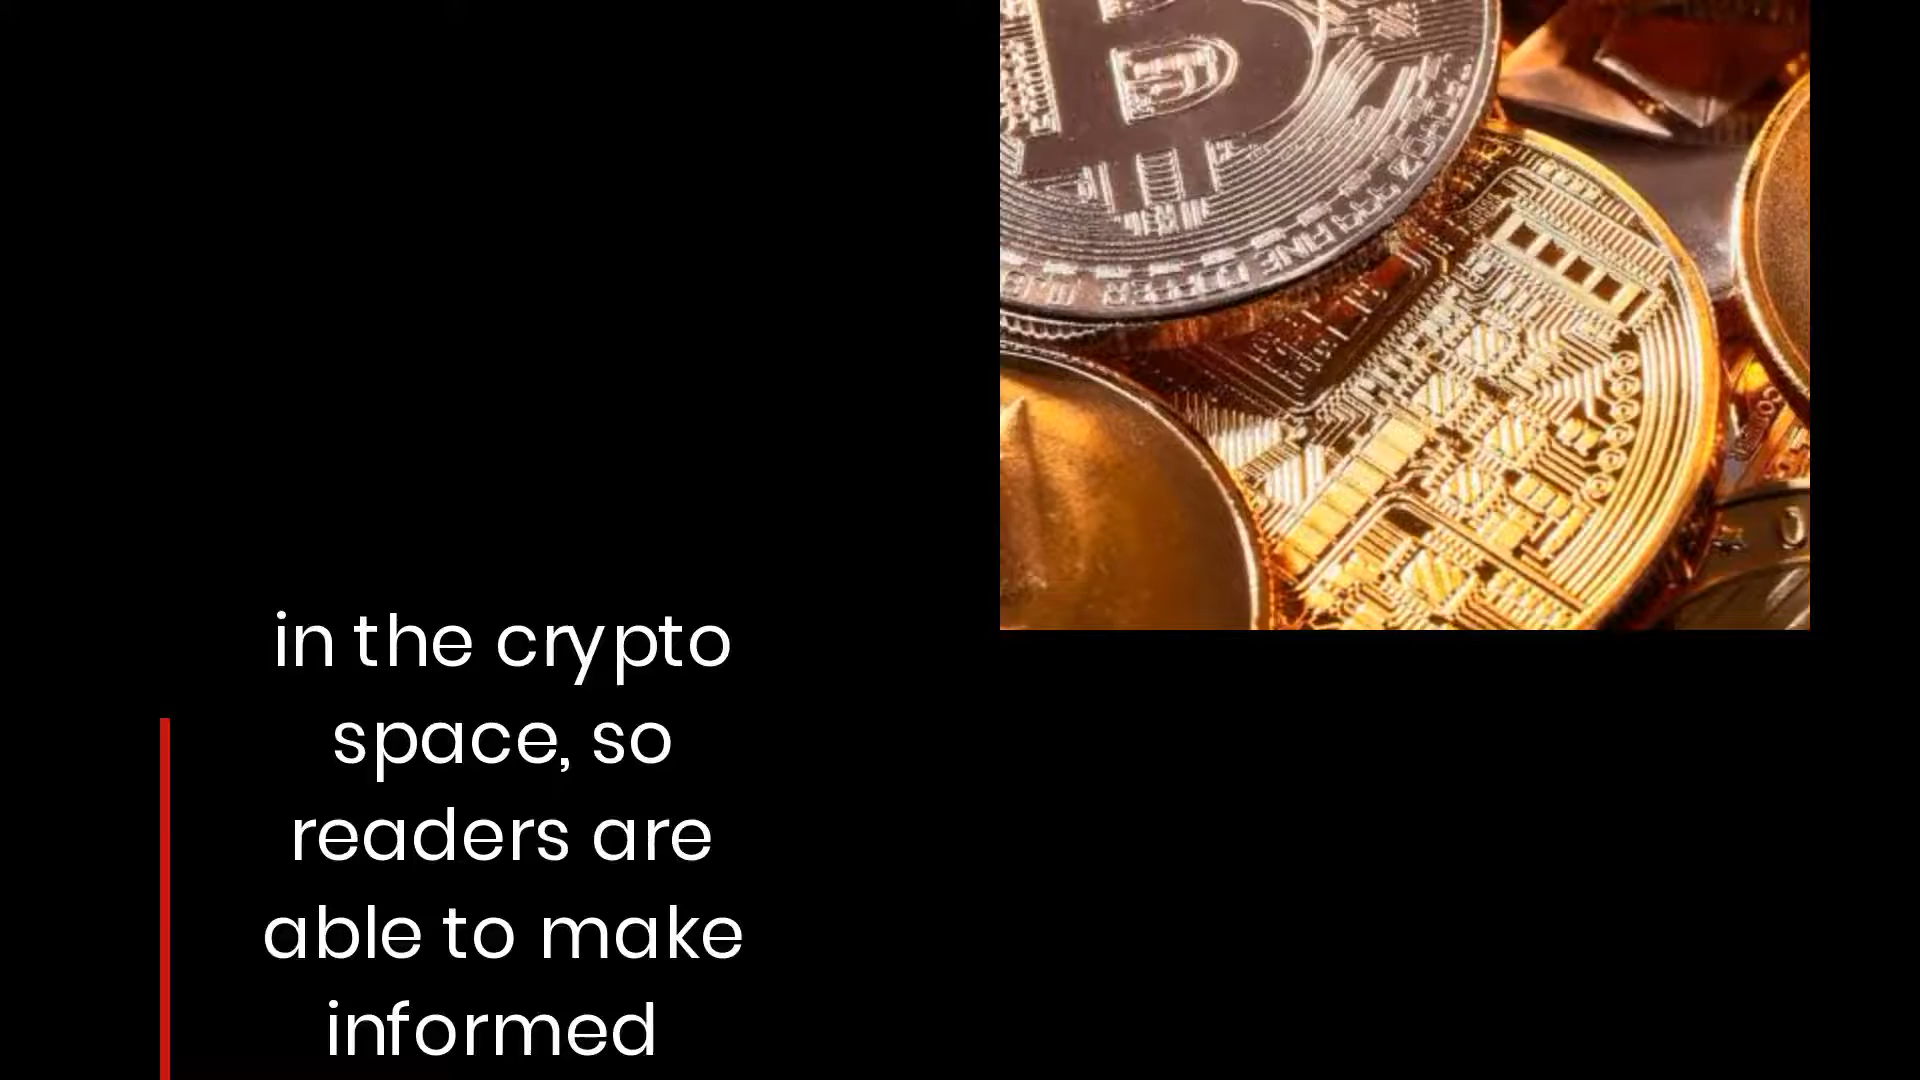 in the crypto
space, so
readers are
able to make
informed